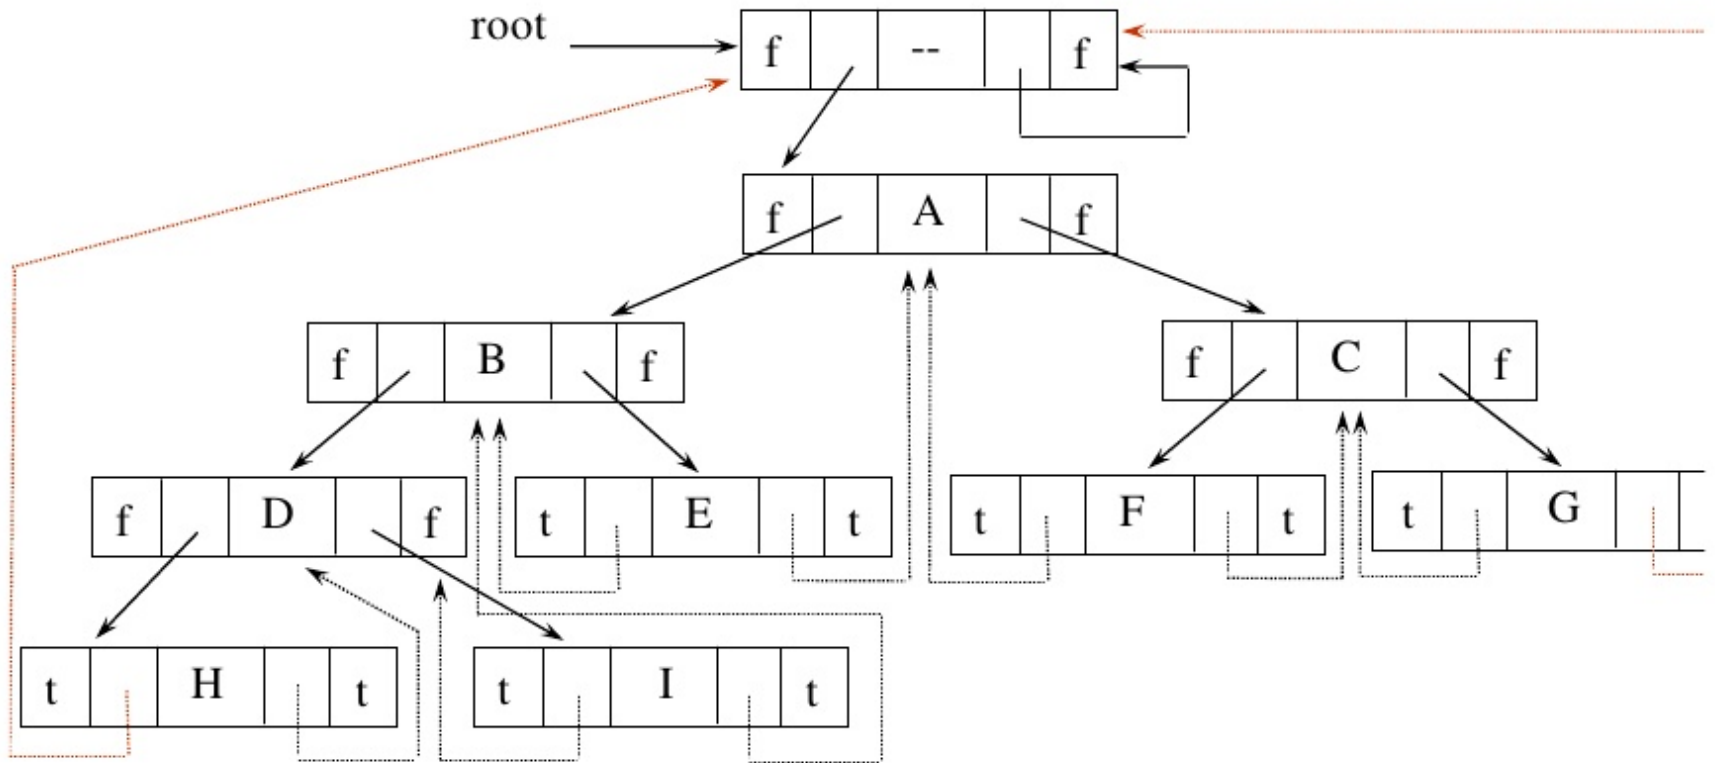 root
f -- f
f A f
f B f
f C f
f D f
t E t
t F t
t G
t H t
t I t